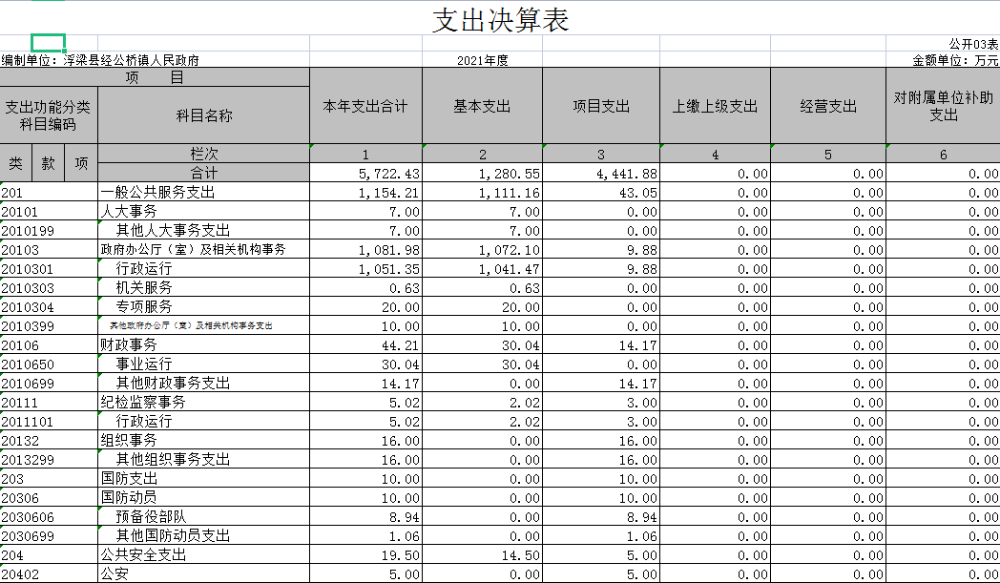 支出决算表
公开03表
编制单位：浮梁县经公桥镇人民政府 2021年度 金额单位：万元
项 目 本年支出合计 基本支出 项目支出 上缴上级支出 经营支出 对附属单位补助支出
支出功能分类科目编码 科目名称
类 款 项 栏次 1 2 3 4 5 6
合计 5,722.43 1,280.55 4,441.88 0.00 0.00 0.00
201 一般公共服务支出 1,154.21 1,111.16 43.05 0.00 0.00 0.00
20101 人大事务 7.00 7.00 0.00 0.00 0.00 0.00
2010199 其他人大事务支出 7.00 7.00 0.00 0.00 0.00 0.00
20103 政府办公厅（室）及相关机构事务 1,081.98 1,072.10 9.88 0.00 0.00 0.00
2010301 行政运行 1,051.35 1,041.47 9.88 0.00 0.00 0.00
2010303 机关服务 0.63 0.63 0.00 0.00 0.00 0.00
2010304 专项服务 20.00 20.00 0.00 0.00 0.00 0.00
2010399 其他政府办公厅（室）及相关机构事务支出 10.00 10.00 0.00 0.00 0.00 0.00
20106 财政事务 44.21 30.04 14.17 0.00 0.00 0.00
2010650 事业运行 30.04 30.04 0.00 0.00 0.00 0.00
2010699 其他财政事务支出 14.17 0.00 14.17 0.00 0.00 0.00
20111 纪检监察事务 5.02 2.02 3.00 0.00 0.00 0.00
2011101 行政运行 5.02 2.02 3.00 0.00 0.00 0.00
20132 组织事务 16.00 0.00 16.00 0.00 0.00 0.00
2013299 其他组织事务支出 16.00 0.00 16.00 0.00 0.00 0.00
203 国防支出 10.00 0.00 10.00 0.00 0.00 0.00
20306 国防动员 10.00 0.00 10.00 0.00 0.00 0.00
2030606 预备役部队 8.94 0.00 8.94 0.00 0.00 0.00
2030699 其他国防动员支出 1.06 0.00 1.06 0.00 0.00 0.00
204 公共安全支出 19.50 14.50 5.00 0.00 0.00 0.00
20402 公安 5.00 0.00 5.00 0.00 0.00 0.00